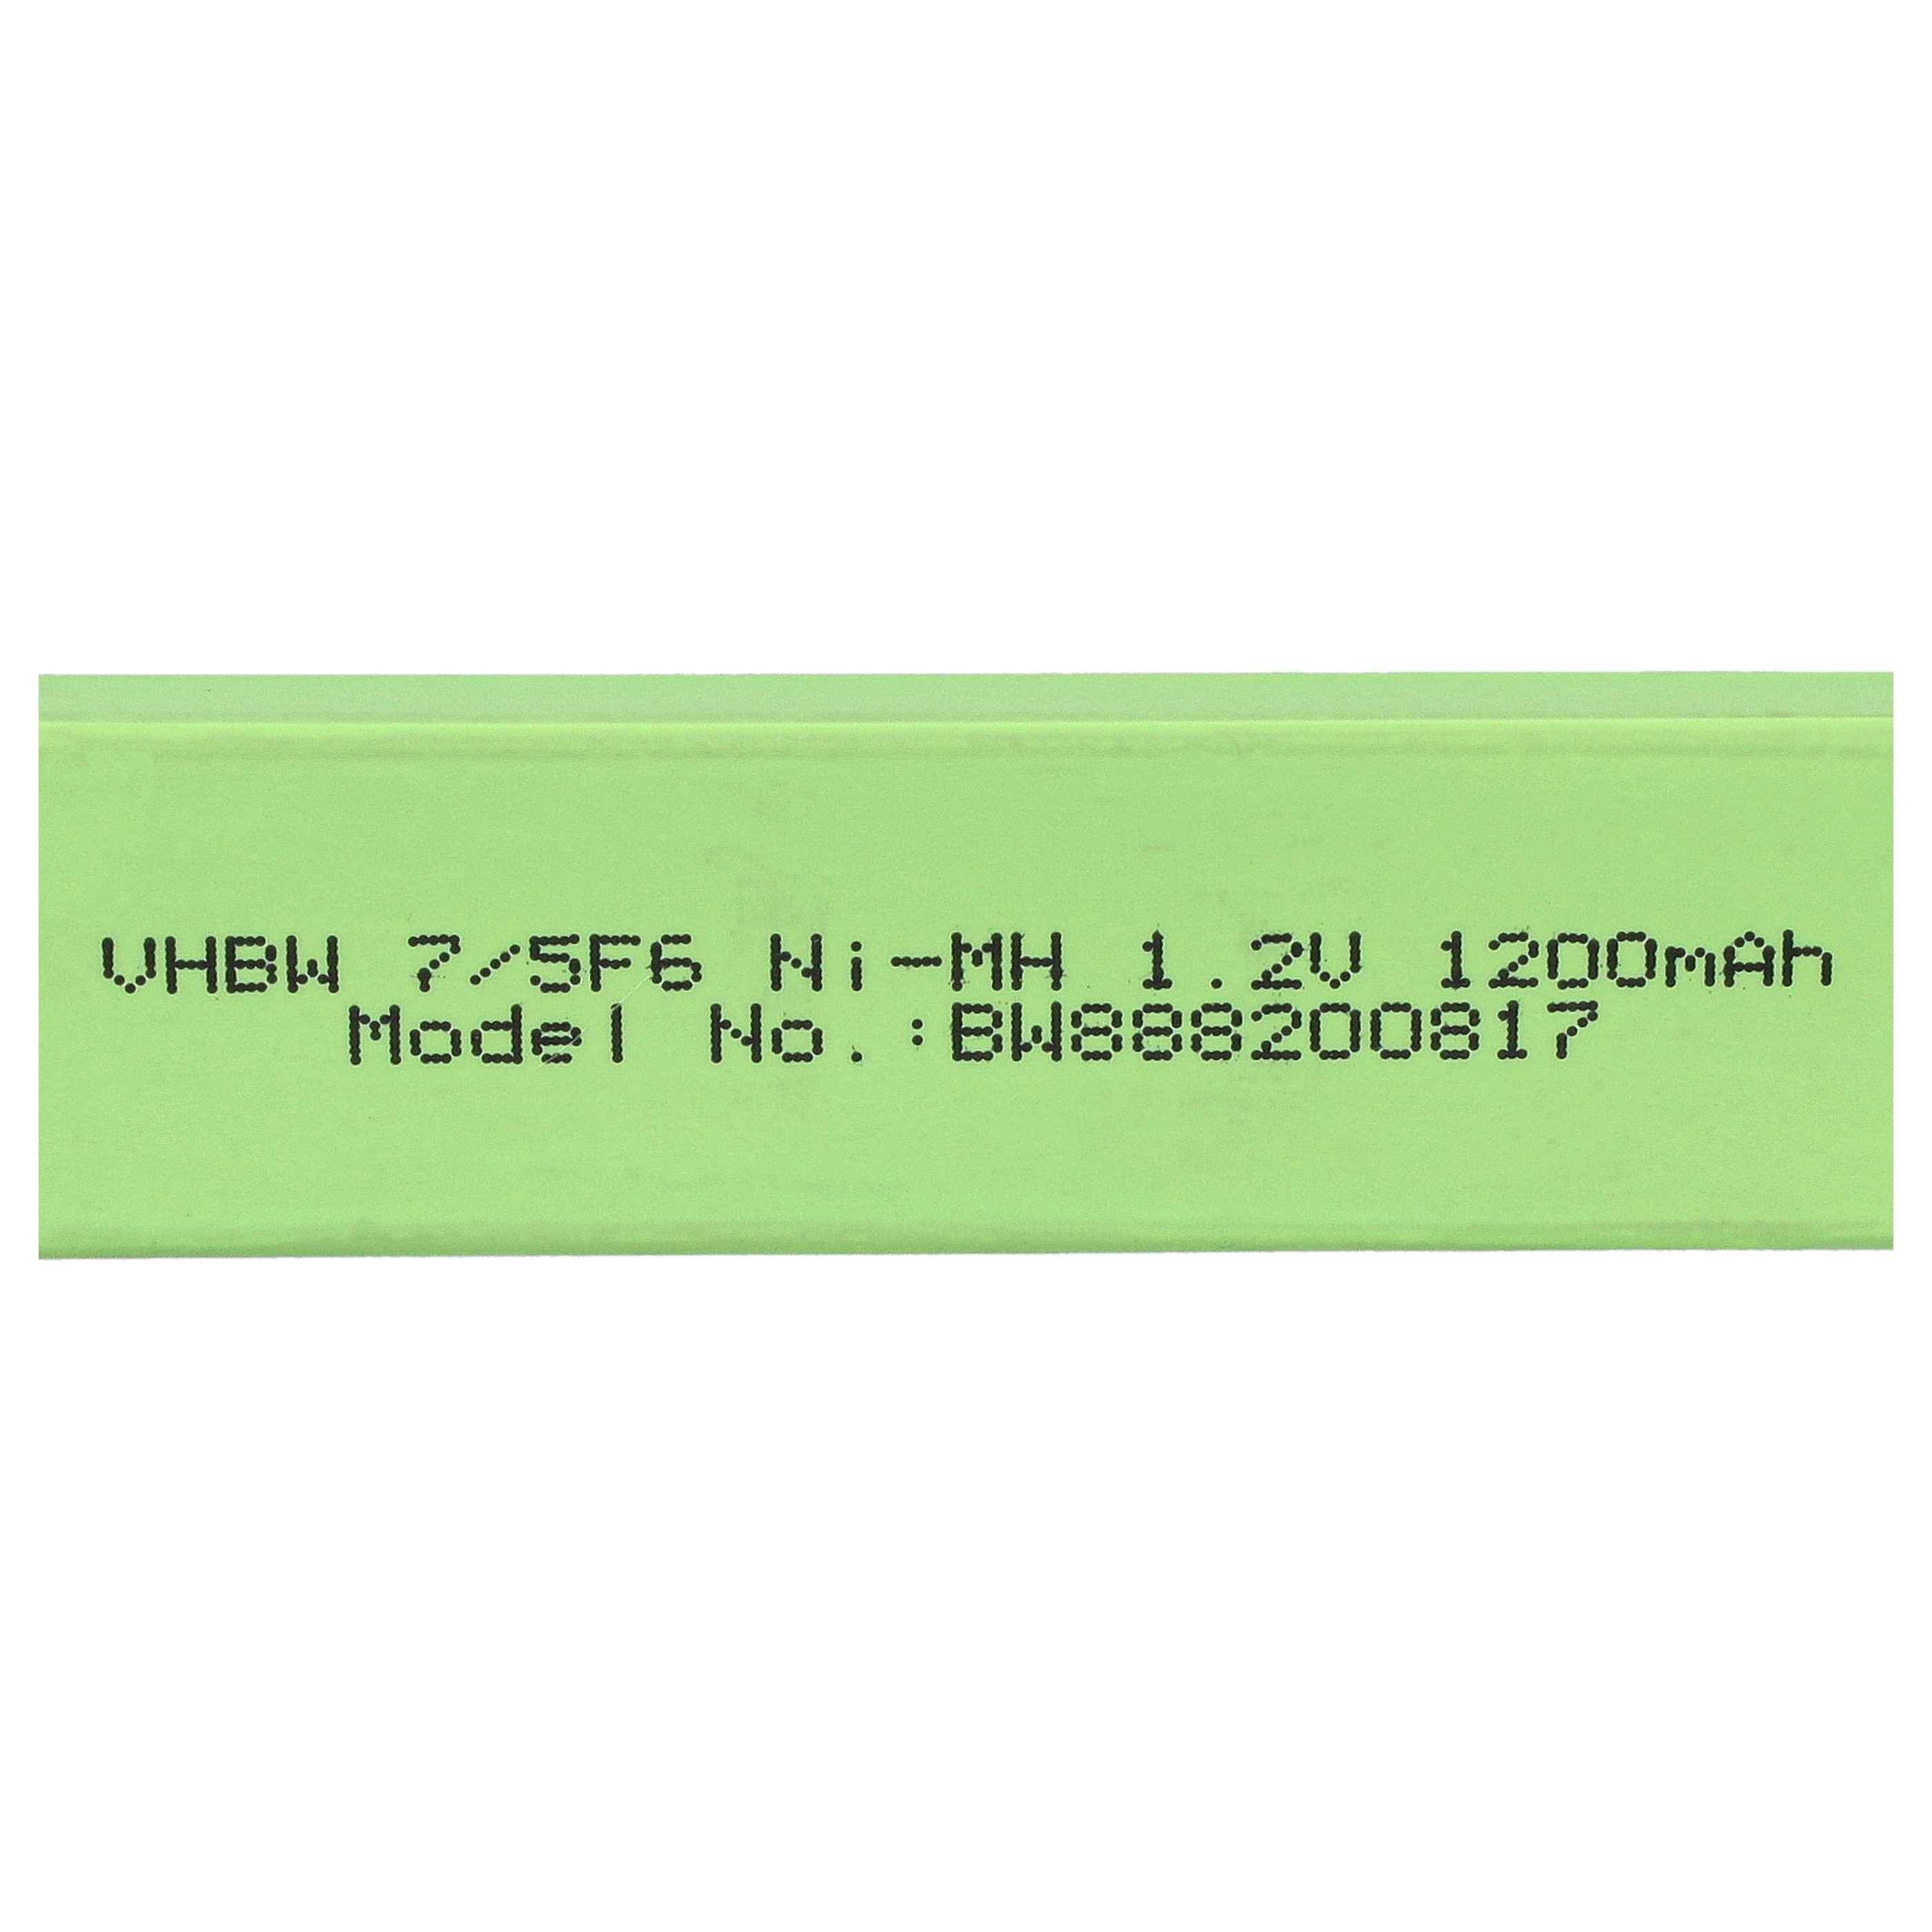 VHBW 7/5F6 Ni-MH 1.2V 1200mAh
Model No.:BW888200817